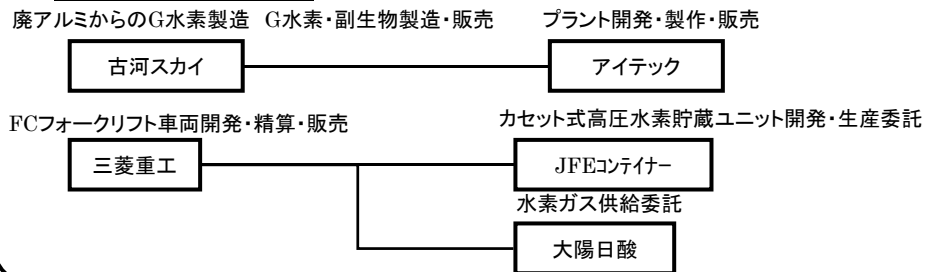 廃アルミからのG水素製造 G水素・副生物製造・販売 プラント開発・製作・販売
古河スカイ アイテック
FCフォークリフト車両開発・精算・販売 カセット式高圧水素貯蔵ユニット開発・生産委託
三菱重工 JFEコンテイナー
水素ガス供給委託
大陽日酸